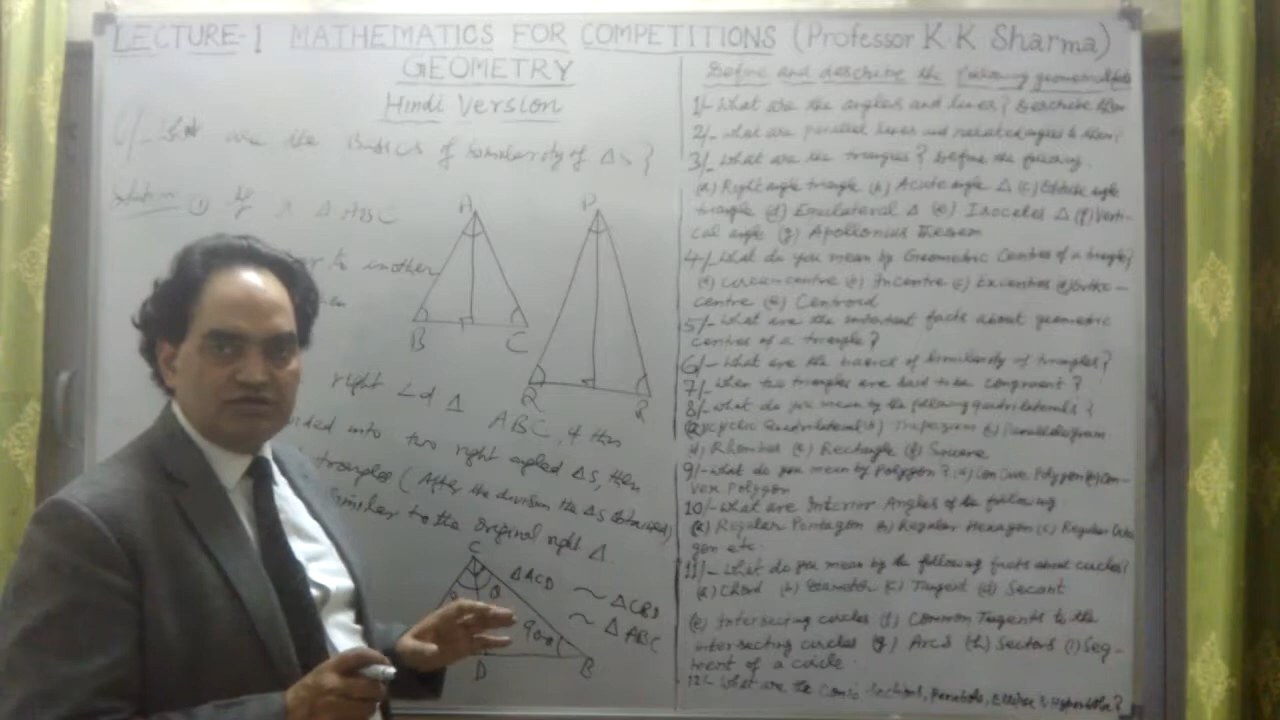 LECTURE-1 MATHEMATICS FOR COMPETITIONS (Professor K K Sharma)
GEOMETRY
Hindi Version
6/- What are the Basics of Similarity of Δs?
Solution ① If a Δ ABC
to another
A
B
C
P
Q
R
right ∠d Δ ABC, if this
into two right angled Δs, then
triangles (After the division the Δs obtained)
Similar to the original right Δ
C
θ
ΔACD ~ ΔCBD
~ ΔABC
D
B
Define and describe the following geometrical
1/- What are the angles and lines? Describe them
2/- What are parallel lines and related angles to them?
3/- What are the triangles? Define the following.
(a) Right angle triangle (b) Acute angle Δ (c) Obtuse angle
triangle (d) Equilateral Δ (e) Isoceles Δ (f) Verti-
cal angle (g) Apollonius Theorem
4/- What do you mean by Geometric Centres of a triangle?
circumcentre Incentre Excentres Ortho-
centre (e) Centroid
5/- What are the important facts about geometric
centres of a triangle?
6/- What are the basics of Similarity of triangles?
7/- When two triangles are said to be congruent?
8/- What do you mean by the following quadrilaterals?
(a) Cyclic Quadrilateral b) Trapezium c) Parallelogram
d) Rhombus (e) Rectangle (f) Square
9/- What do you mean by Polygon? (a) Concave Polygon (b) Con-
vex Polygon
10/- What are Interior Angles of the following
(a) Regular Pentagon (b) Regular Hexagon (c) Regular Octa
gon etc.
11/- What do you mean by the following facts about circles?
(a) Chord (b) Diameter (c) Tangent (d) Secant
(e) Intersecting circles (f) Common Tangents to the
intersecting circles (g) Arcs (h) Sectors (i) Seg-
ment of a circle.
12/- What are the Conic Sections, Parabola, Ellipse & Hyperbola?